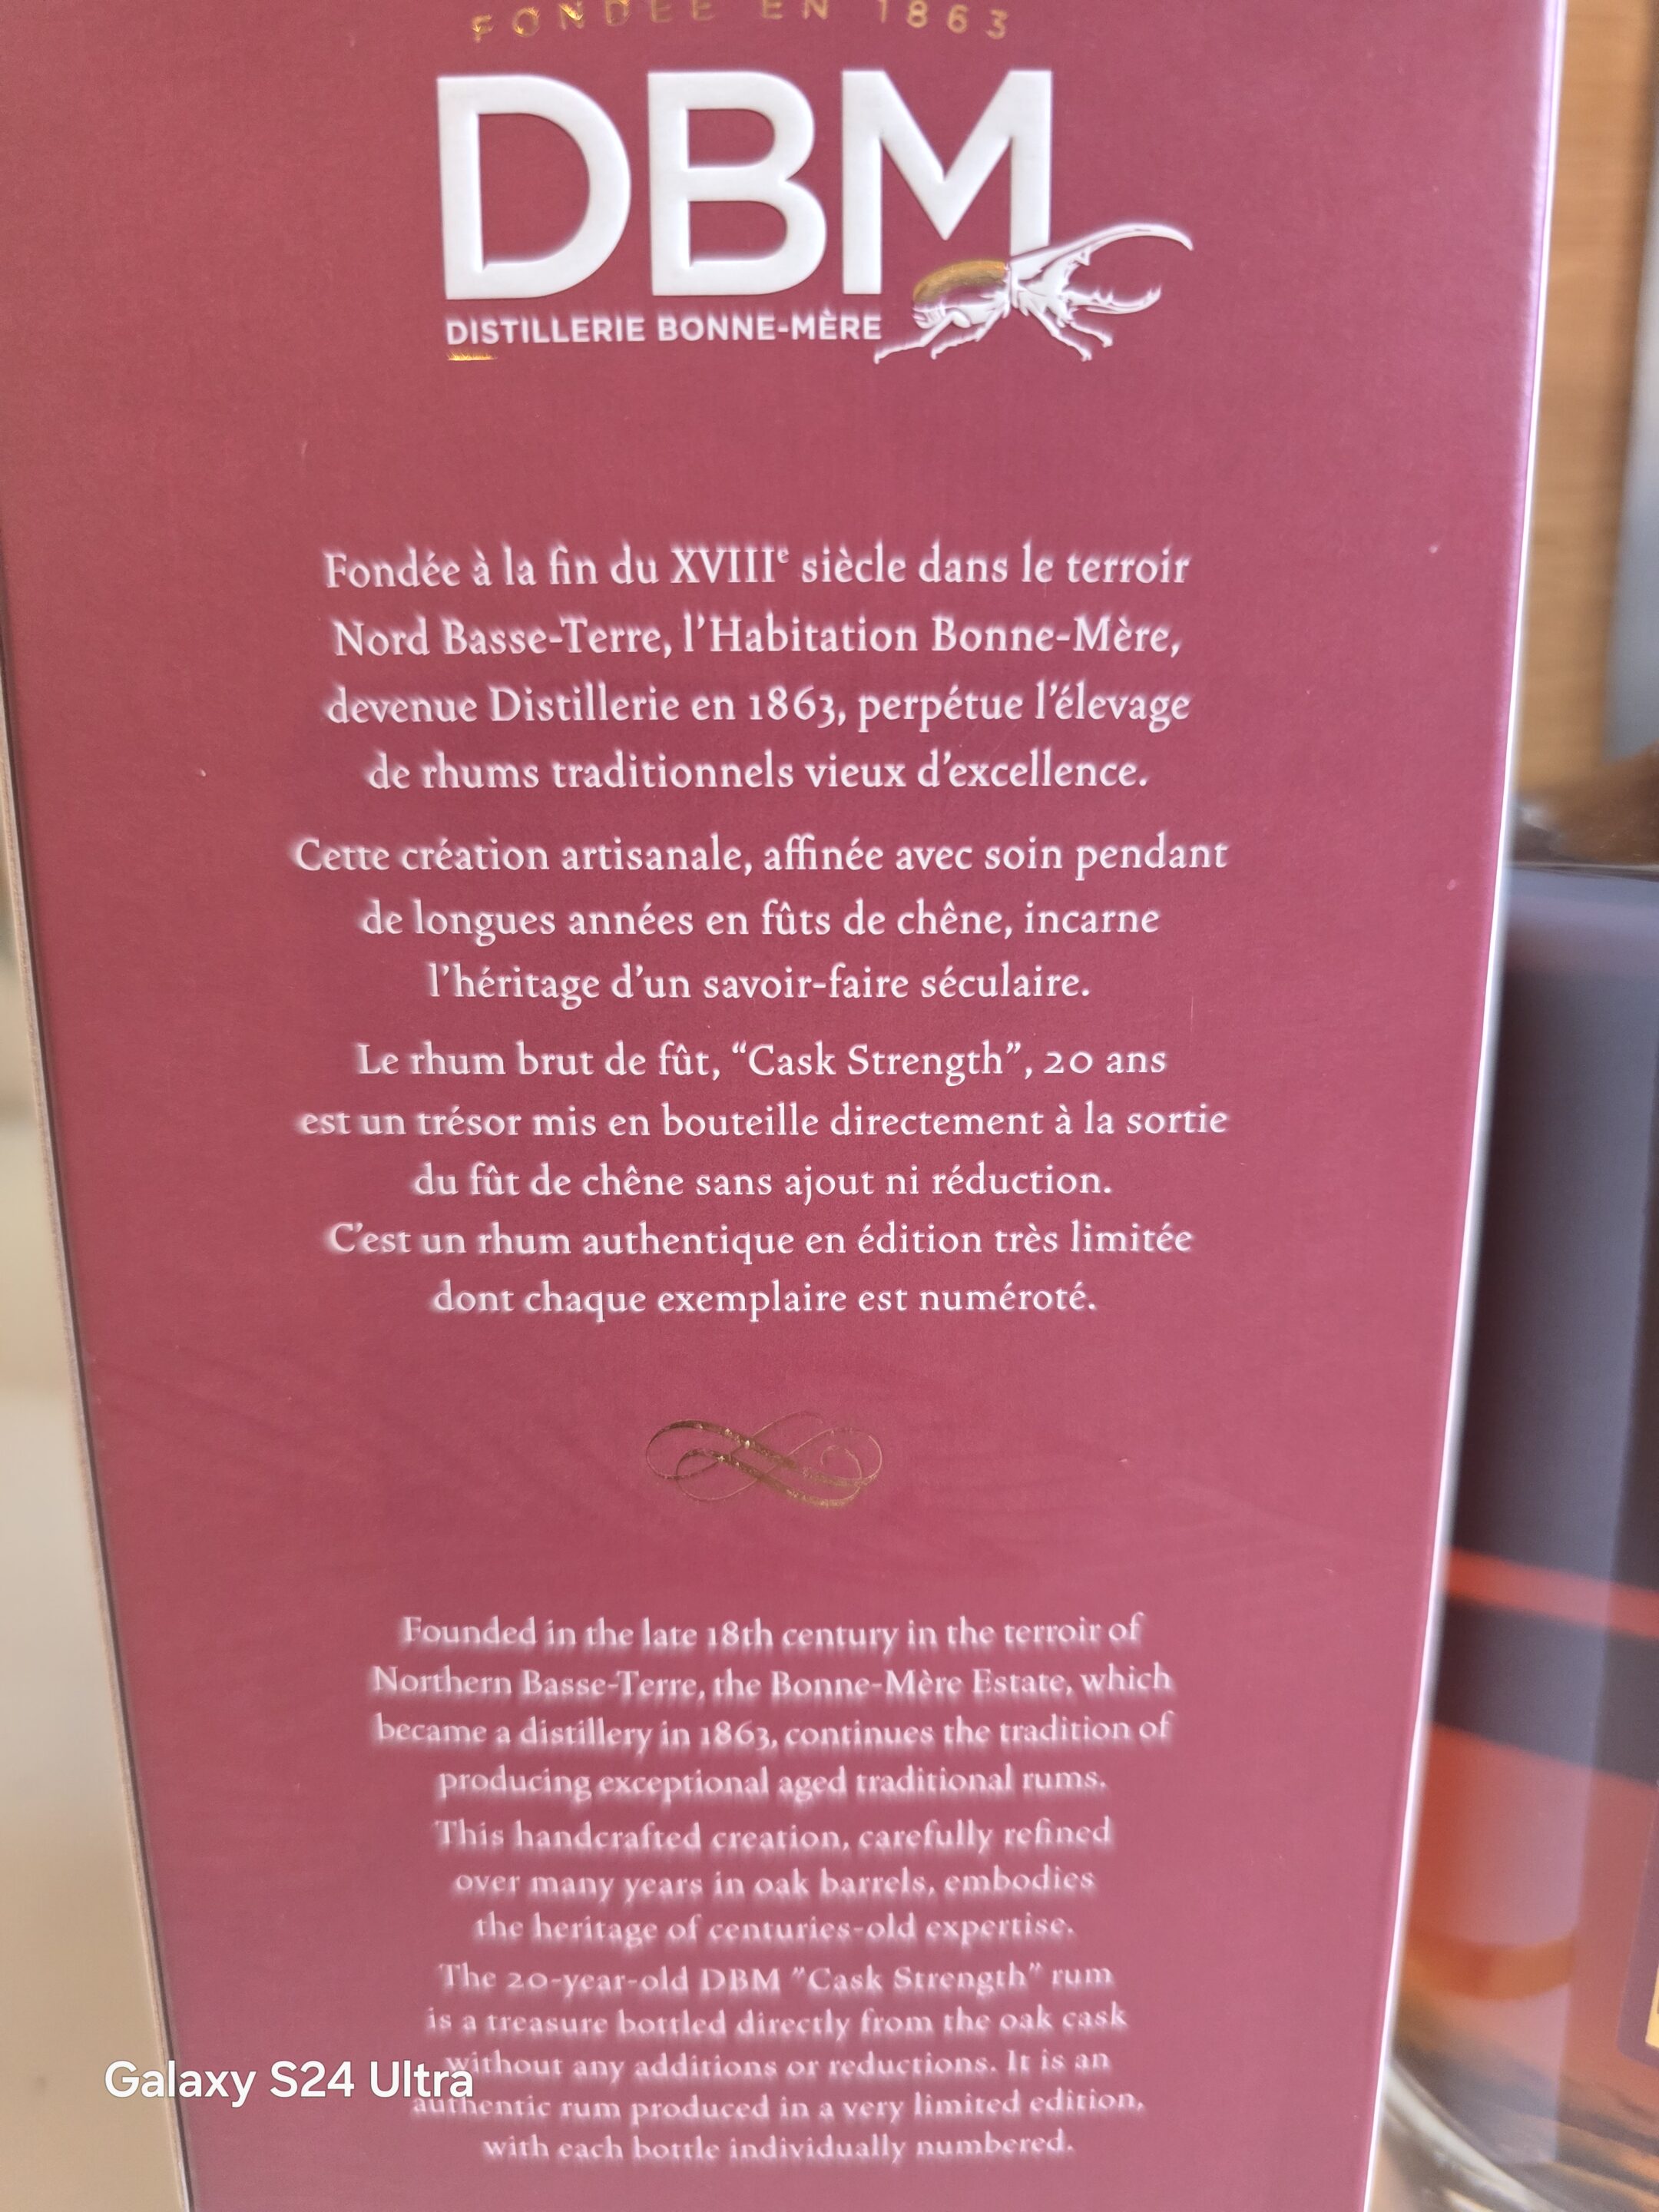 FONDÉE EN 1863
DBM
DISTILLERIE BONNE-MÈRE
Fondée à la fin du XVIIIe siècle dans le terroir
Nord Basse-Terre, l’Habitation Bonne-Mère,
devenue Distillerie en 1863, perpétue l’élevage
de rhums traditionnels vieux d’excellence.
Cette création artisanale, affinée avec soin pendant
de longues années en fûts de chêne, incarne
l’héritage d’un savoir-faire séculaire.
Le rhum brut de fût, “Cask Strength”, 20 ans
est un trésor mis en bouteille directement à la sortie
du fût de chêne sans ajout ni réduction.
C’est un rhum authentique en édition très limitée
dont chaque exemplaire est numéroté.
Founded in the late 18th century in the terroir of
Northern Basse-Terre, the Bonne-Mère Estate, which
became a distillery in 1863, continues the tradition of
producing exceptional aged traditional rums.
This handcrafted creation, carefully refined
over many years in oak barrels, embodies
the heritage of centuries-old expertise.
The 20-year-old DBM "Cask Strength" rum
is a treasure bottled directly from the oak cask
without any additions or reductions. It is an
authentic rum produced in a very limited edition,
with each bottle individually numbered.
Galaxy S24 Ultra